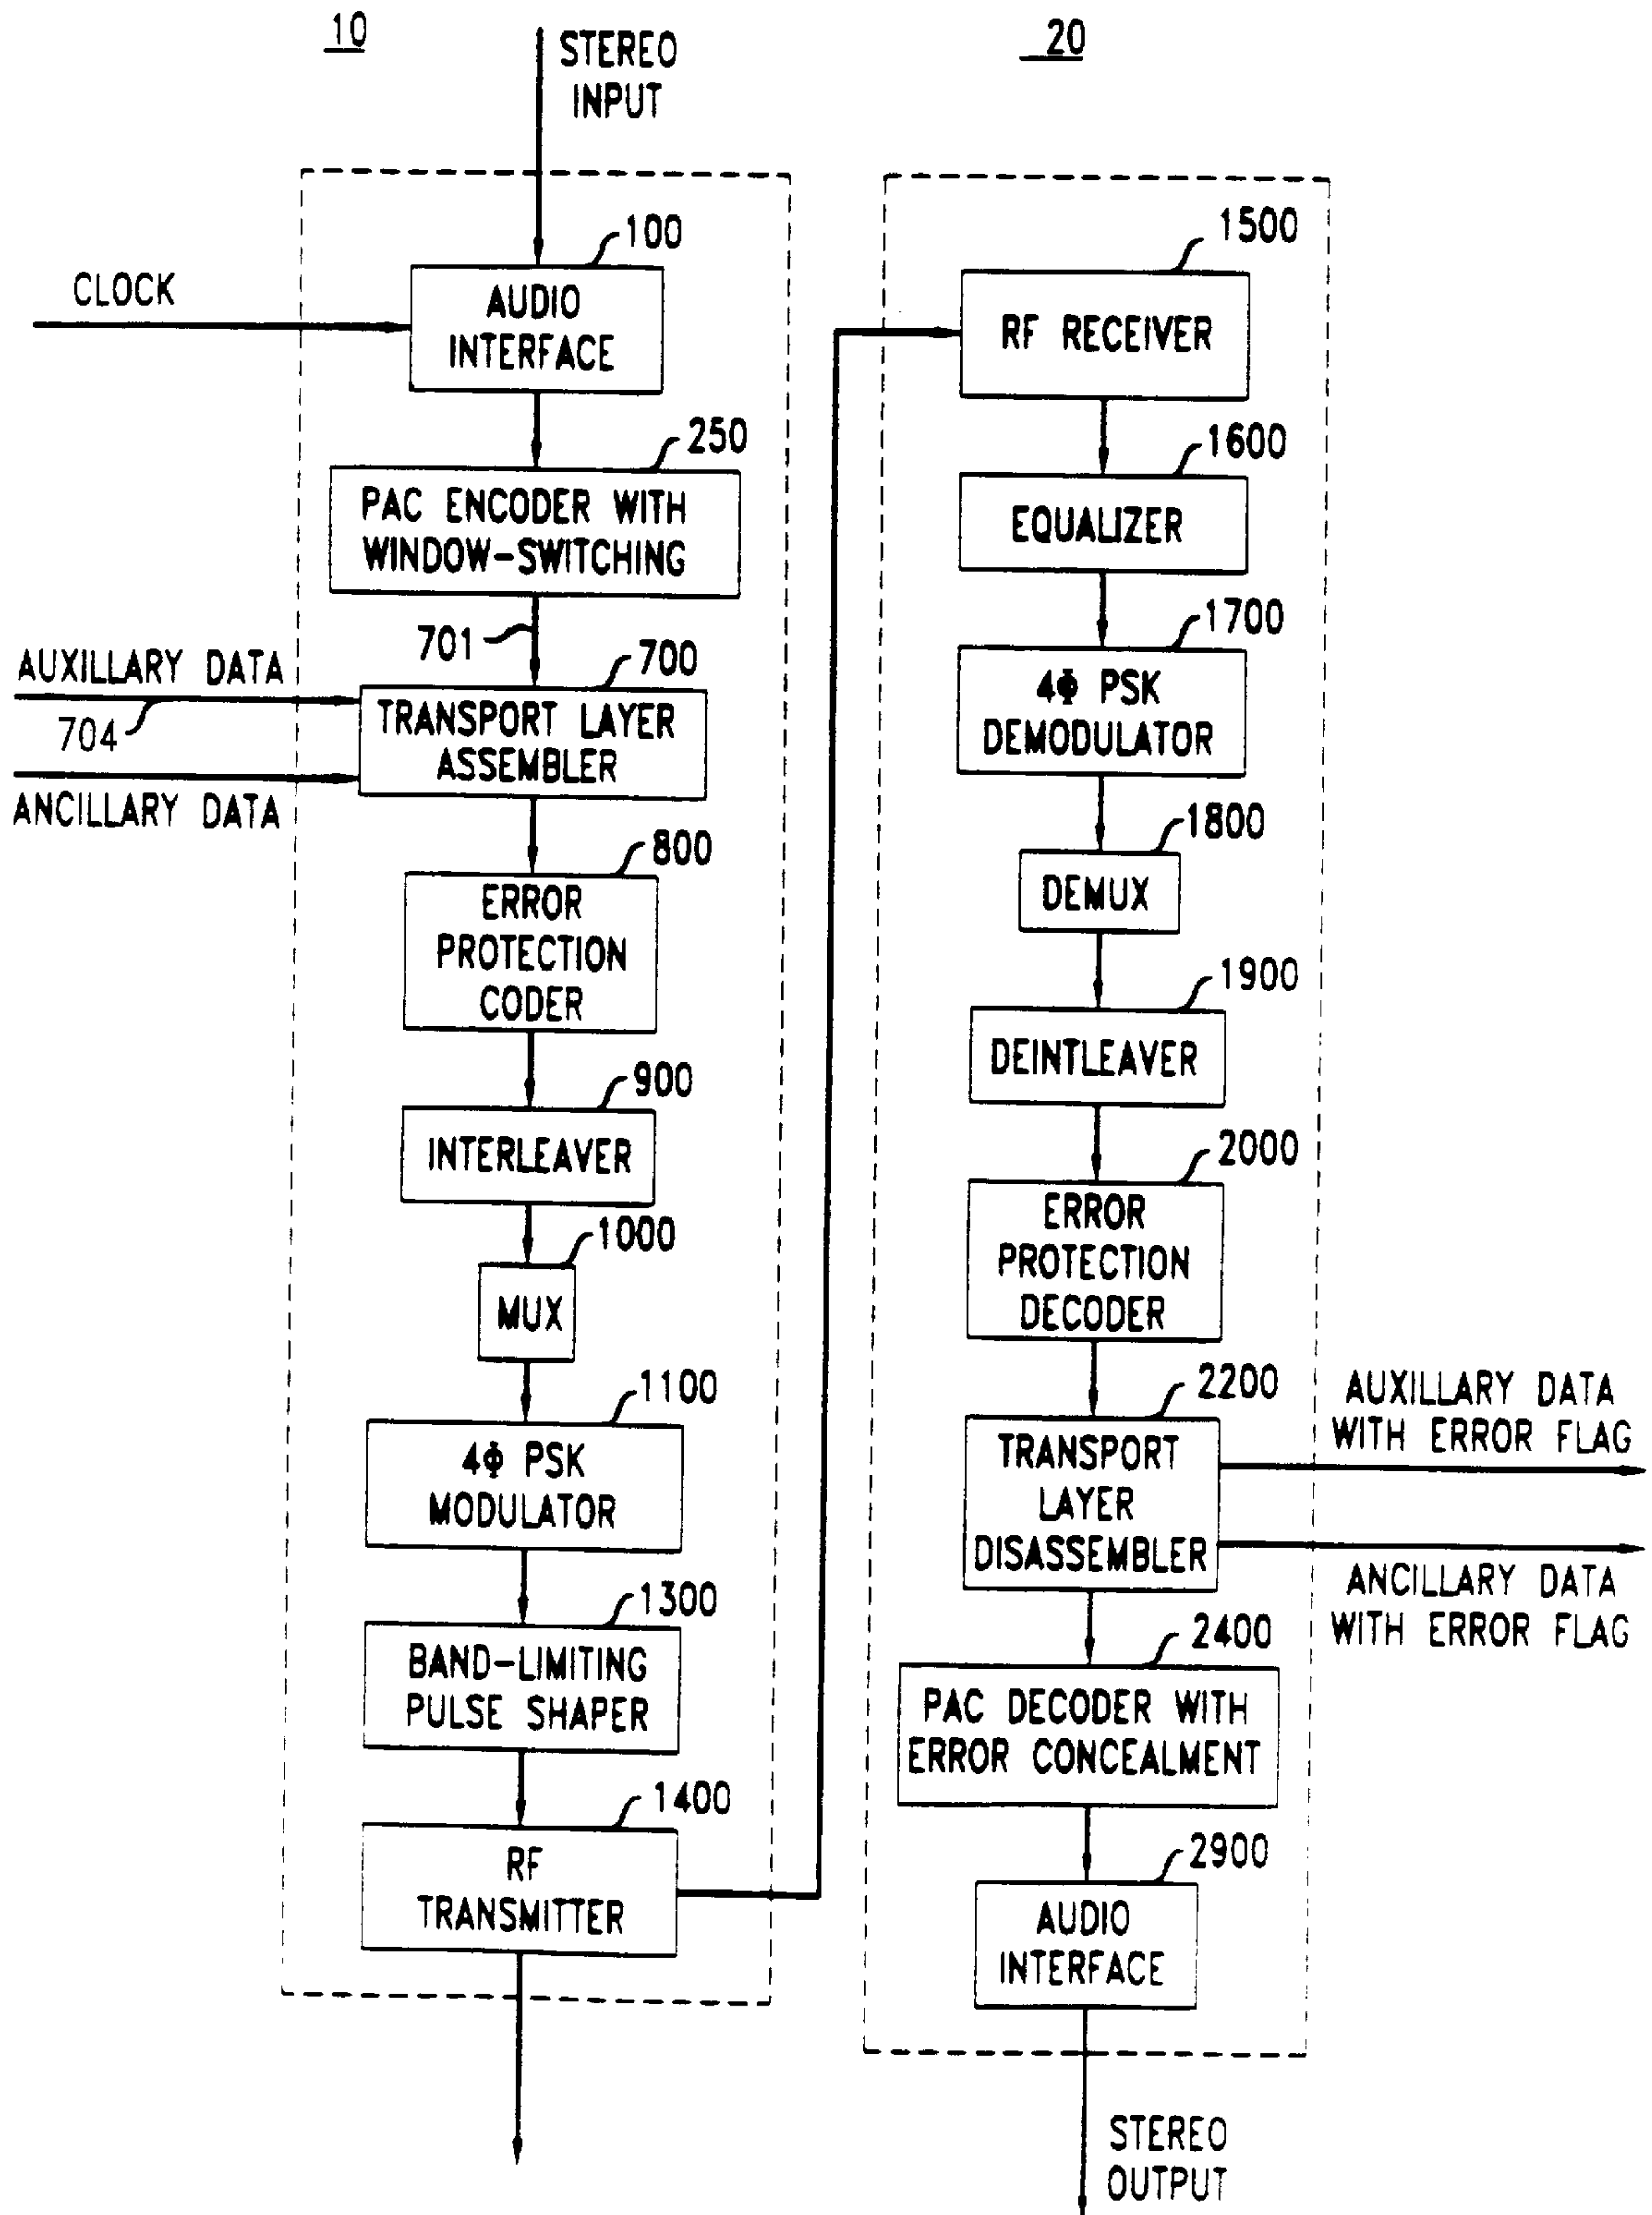 10
STEREO
INPUT
100
CLOCK
AUDIO
INTERFACE
250
PAC ENCODER WITH
WINDOW-SWITCHING
701
AUXILLARY DATA
704
ANCILLARY DATA
700
TRANSPORT LAYER
ASSEMBLER
800
ERROR
PROTECTION
CODER
900
INTERLEAVER
1000
MUX
1100
4Φ PSK
MODULATOR
1300
BAND-LIMITING
PULSE SHAPER
1400
RF
TRANSMITTER
20
1500
RF RECEIVER
1600
EQUALIZER
1700
4Φ PSK
DEMODULATOR
1800
DEMUX
1900
DEINTLEAVER
2000
ERROR
PROTECTION
DECODER
2200
TRANSPORT
LAYER
DISASSEMBLER
AUXILLARY DATA
WITH ERROR FLAG
ANCILLARY DATA
WITH ERROR FLAG
2400
PAC DECODER WITH
ERROR CONCEALMENT
2900
AUDIO
INTERFACE
STEREO
OUTPUT